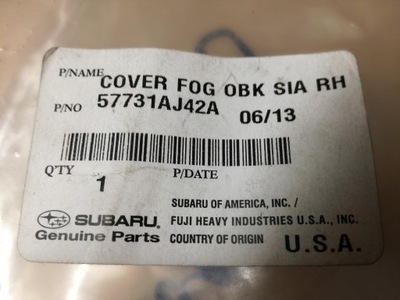 P/NAME COVER FOG OBK SIA RH
P/NO 57731AJ42A 06/13
Q'TY 1 P/DATE
SUBARU OF AMERICA, INC. /
SUBARU. FUJI HEAVY INDUSTRIES U.S.A., INC.
Genuine Parts COUNTRY OF ORIGIN U.S.A.